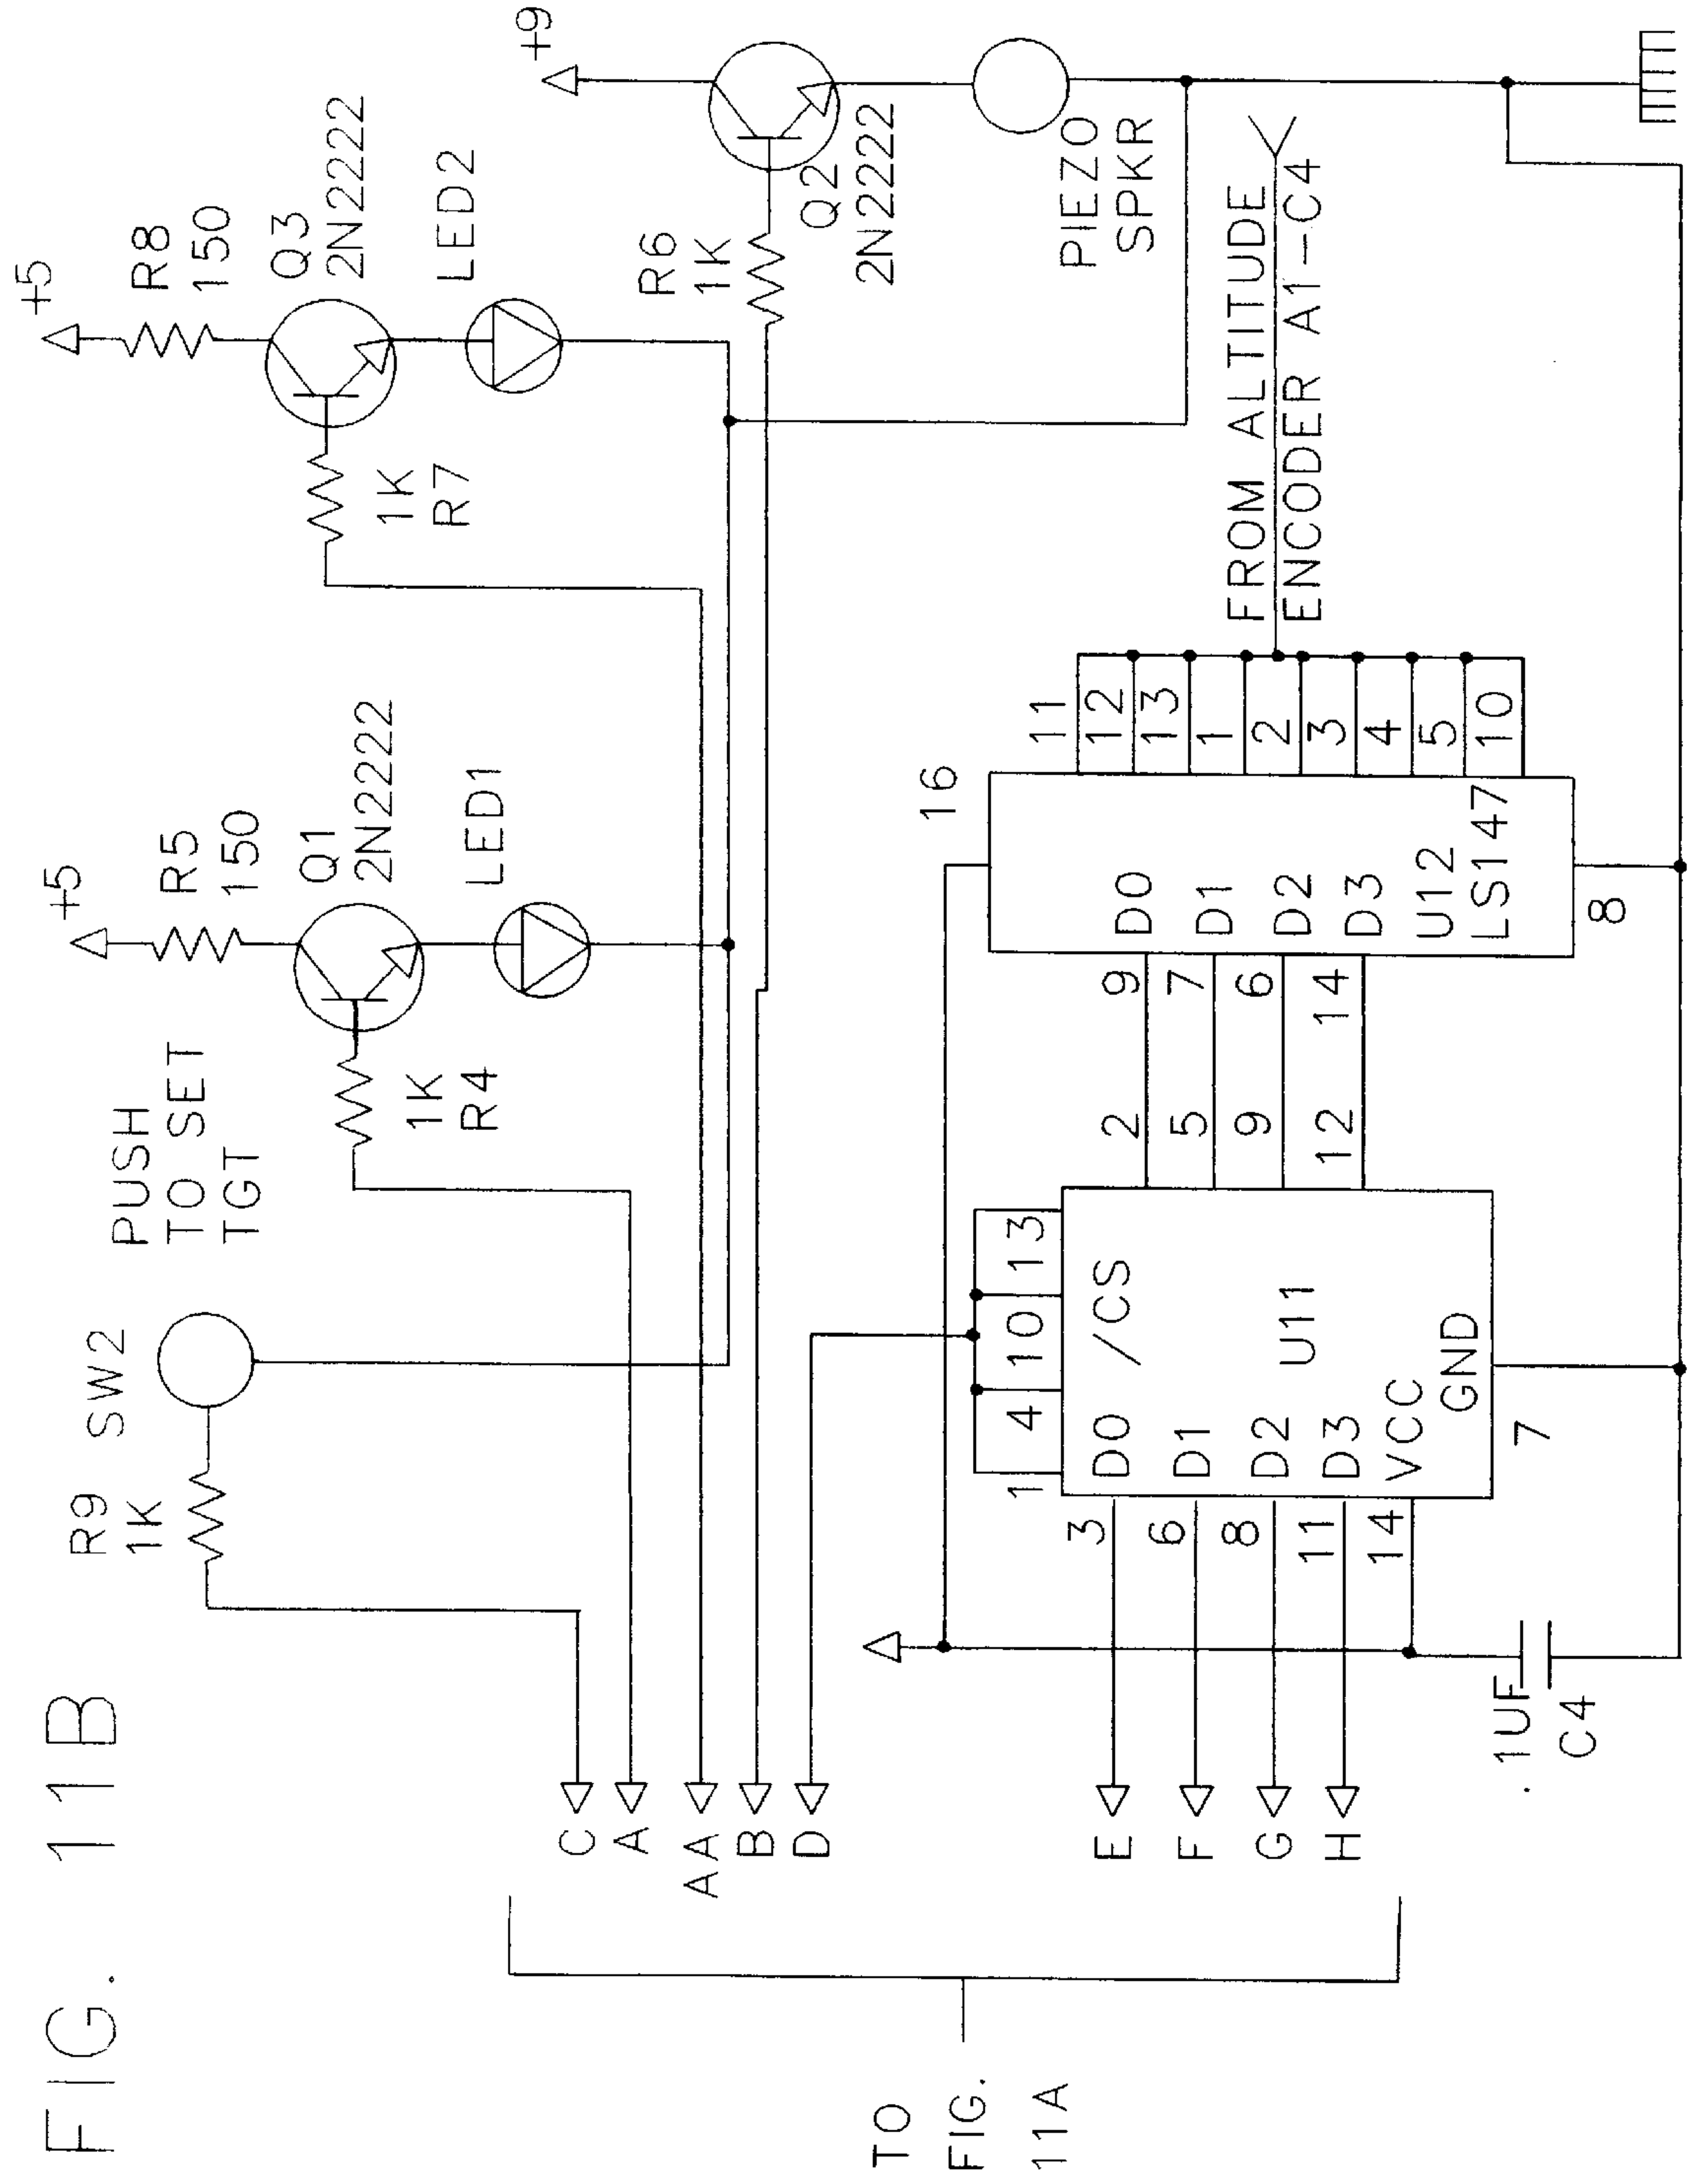 FIG. 11B
R9
1K
SW2
PUSH
TO SET
TGT
+5
R5
150
Q1
2N2222
LED1
1K
R4
+5
R8
150
Q3
2N2222
LED2
1K
R7
+9
R6
1K
Q2
2N2222
PIEZO
SPKR
C
A
AA
B
D
E
F
G
H
TO
FIG.
11A
1
4
10
13
3
6
8
11
14
D0
/CS
D1
D2
D3
VCC
U11
GND
7
2
5
9
12
9
7
6
14
16
D0
D1
D2
D3
U12
LS147
8
11
12
13
1
2
3
4
5
10
FROM ALTITUDE
ENCODER A1-C4
.1UF
C4